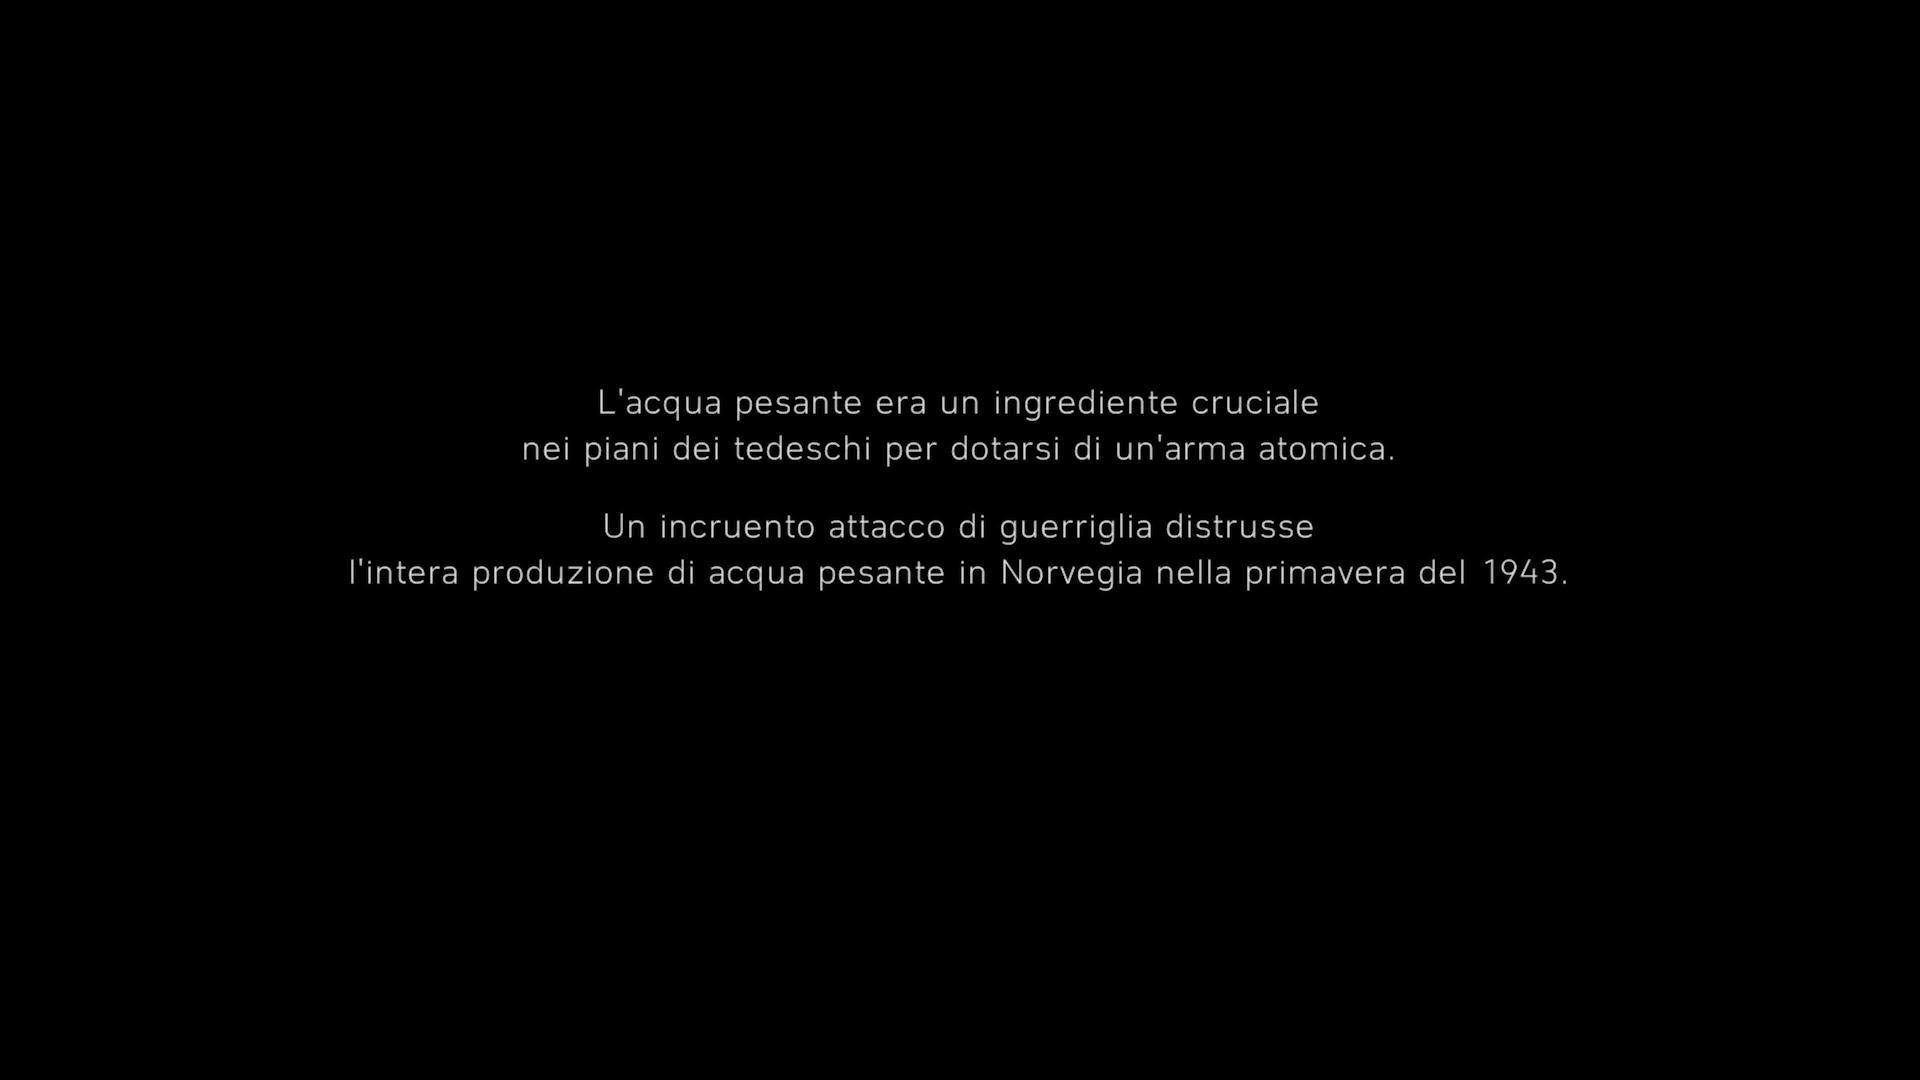 L'acqua pesante era un ingrediente cruciale
nei piani dei tedeschi per dotarsi di un'arma atomica.
Un incruento attacco di guerriglia distrusse
l'intera produzione di acqua pesante in Norvegia nella primavera del 1943.